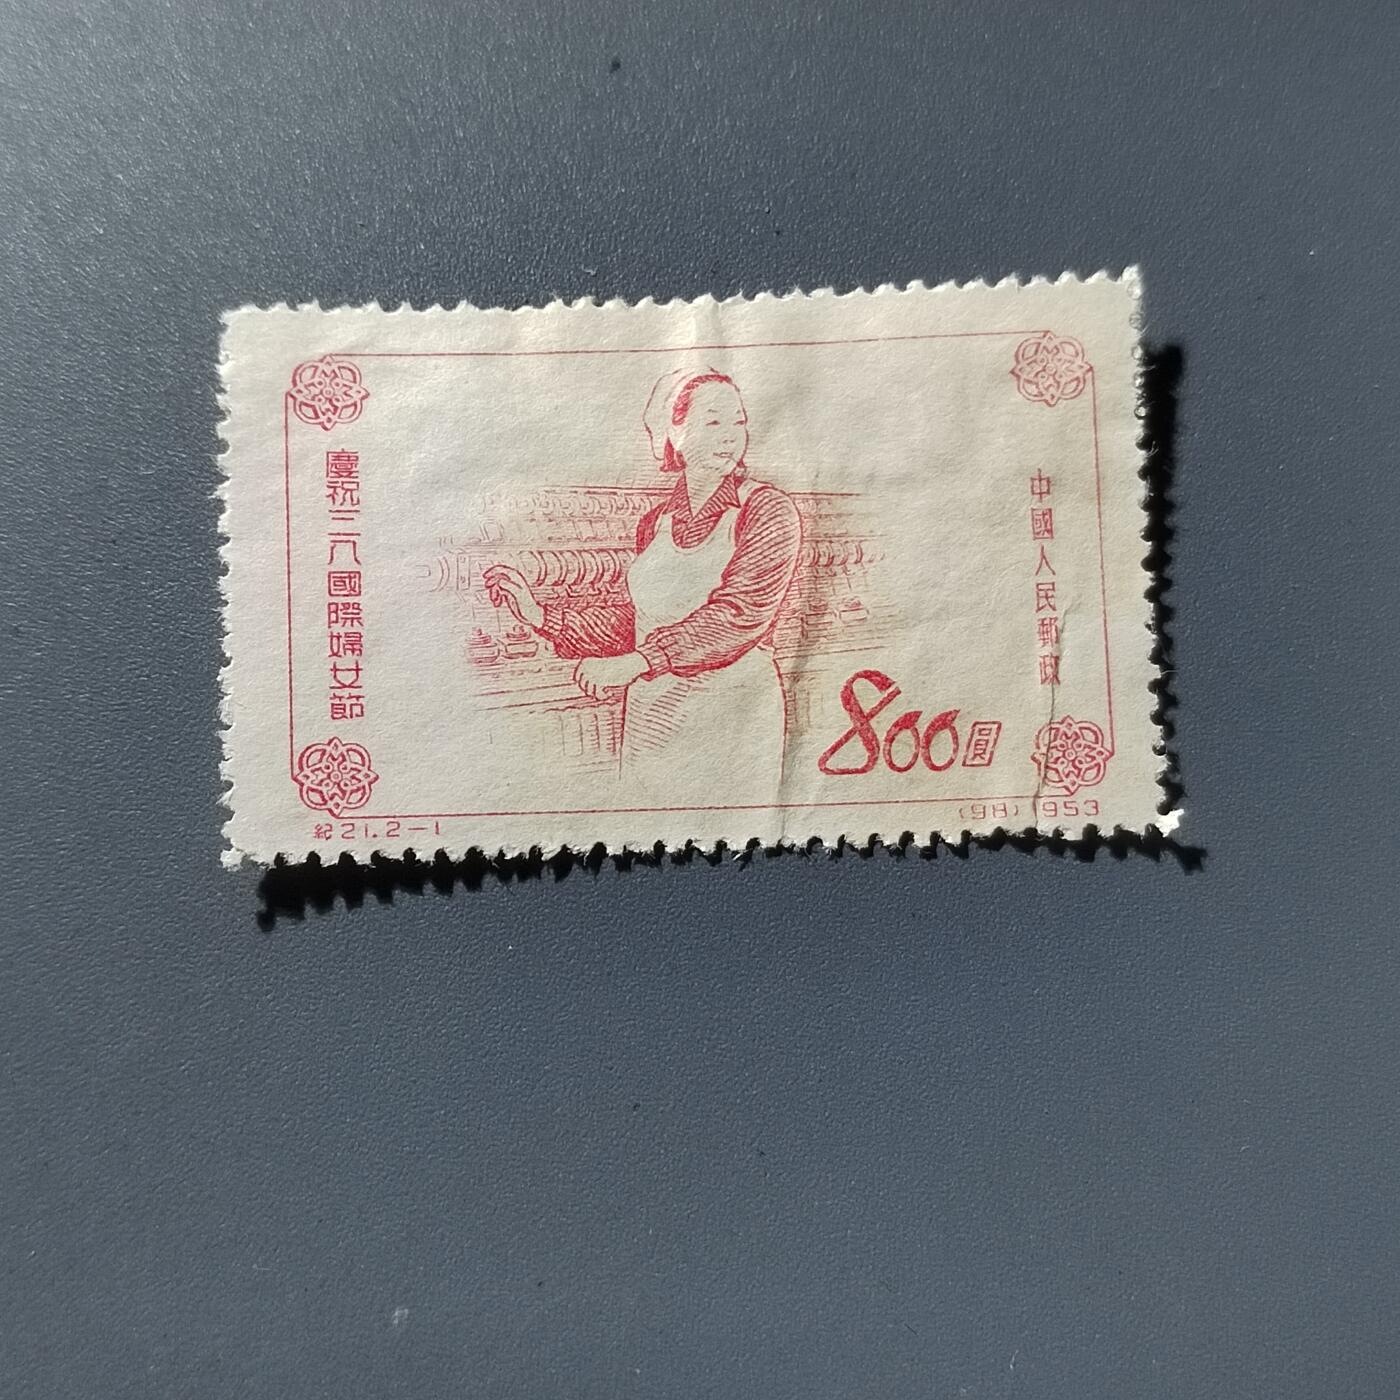 慶祝三八國際婦女節
中國人民郵政
800圓
紀21.2-1
(98) 1953